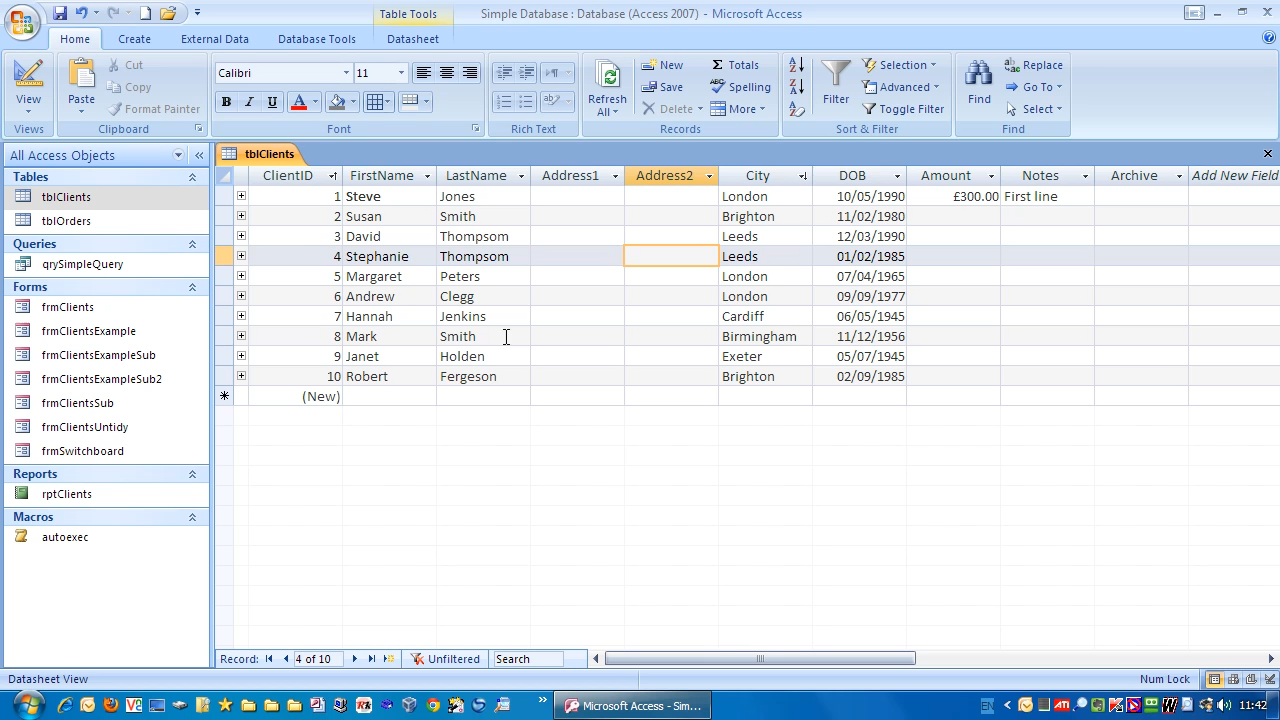 Table Tools
Simple Database : Database (Access 2007) - Microsoft Access
Home Create External Data Database Tools Datasheet
View
Views
Paste
Cut
Copy
Format Painter
Clipboard
Calibri 11
B I U A
Font
Rich Text
Refresh All
New
Save
Delete
Totals
Spelling
More
Records
Filter
Selection
Advanced
Toggle Filter
Sort & Filter
Find
Replace
Go To
Select
Find
All Access Objects
Tables
tblClients
tblOrders
Queries
qrySimpleQuery
Forms
frmClients
frmClientsExample
frmClientsExampleSub
frmClientsExampleSub2
frmClientsSub
frmClientsUntidy
frmSwitchboard
Reports
rptClients
Macros
autoexec
tblClients
ClientID FirstName LastName Address1 Address2 City DOB Amount Notes Archive Add New Field
1 Steve Jones London 10/05/1990 £300.00 First line
2 Susan Smith Brighton 11/02/1980
3 David Thompsom Leeds 12/03/1990
4 Stephanie Thompsom Leeds 01/02/1985
5 Margaret Peters London 07/04/1965
6 Andrew Clegg London 09/09/1977
7 Hannah Jenkins Cardiff 06/05/1945
8 Mark Smith Birmingham 11/12/1956
9 Janet Holden Exeter 05/07/1945
10 Robert Fergeson Brighton 02/09/1985
(New)
Record: 4 of 10 Unfiltered Search
Datasheet View Num Lock
Microsoft Access - Sim... EN 11:42